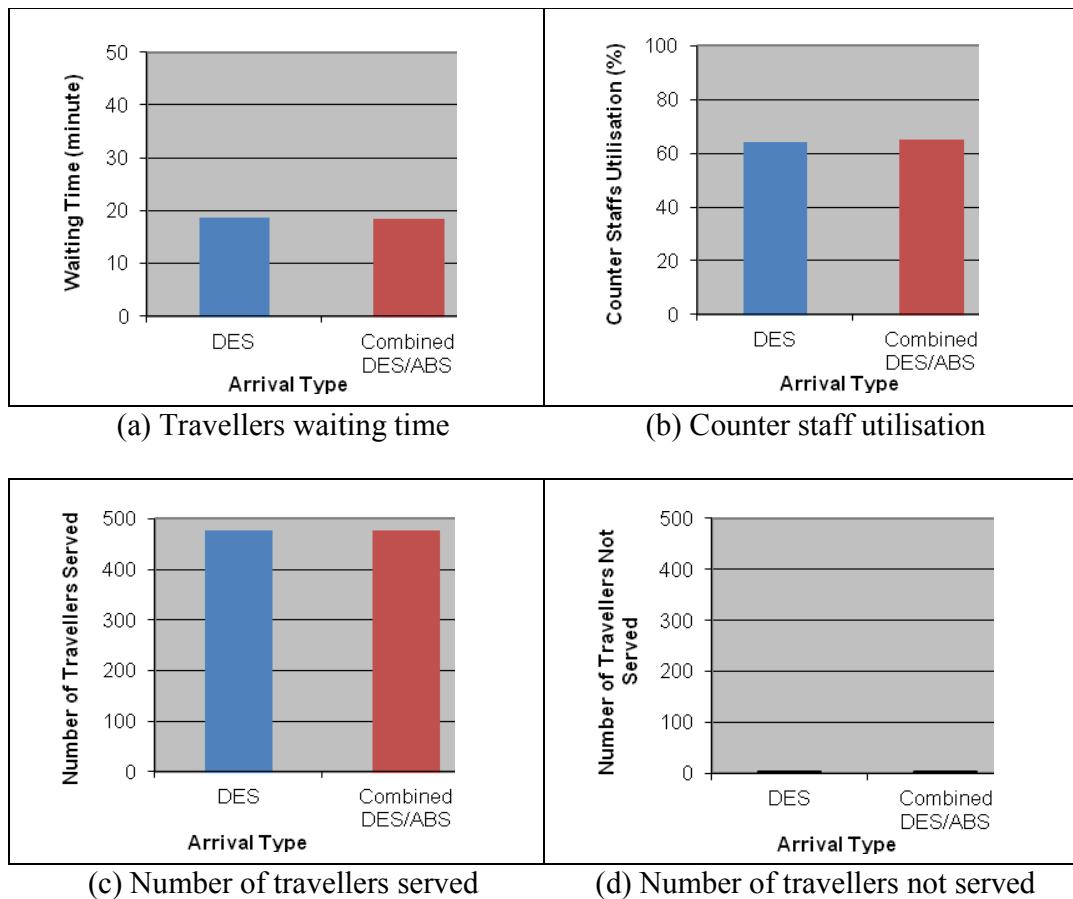 50
40
30
20
10
0
Waiting Time (minute)
DES
Combined
DES/ABS
Arrival Type
(a) Travellers waiting time
100
80
60
40
20
0
Counter Staffs Utilisation (%)
DES
Combined
DES/ABS
Arrival Type
(b) Counter staff utilisation
500
400
300
200
100
0
Number of Travellers Served
DES
Combined
DES/ABS
Arrival Type
(c) Number of travellers served
500
400
300
200
100
0
Number of Travellers Not
Served
DES
Combined
DES/ABS
Arrival Type
(d) Number of travellers not served